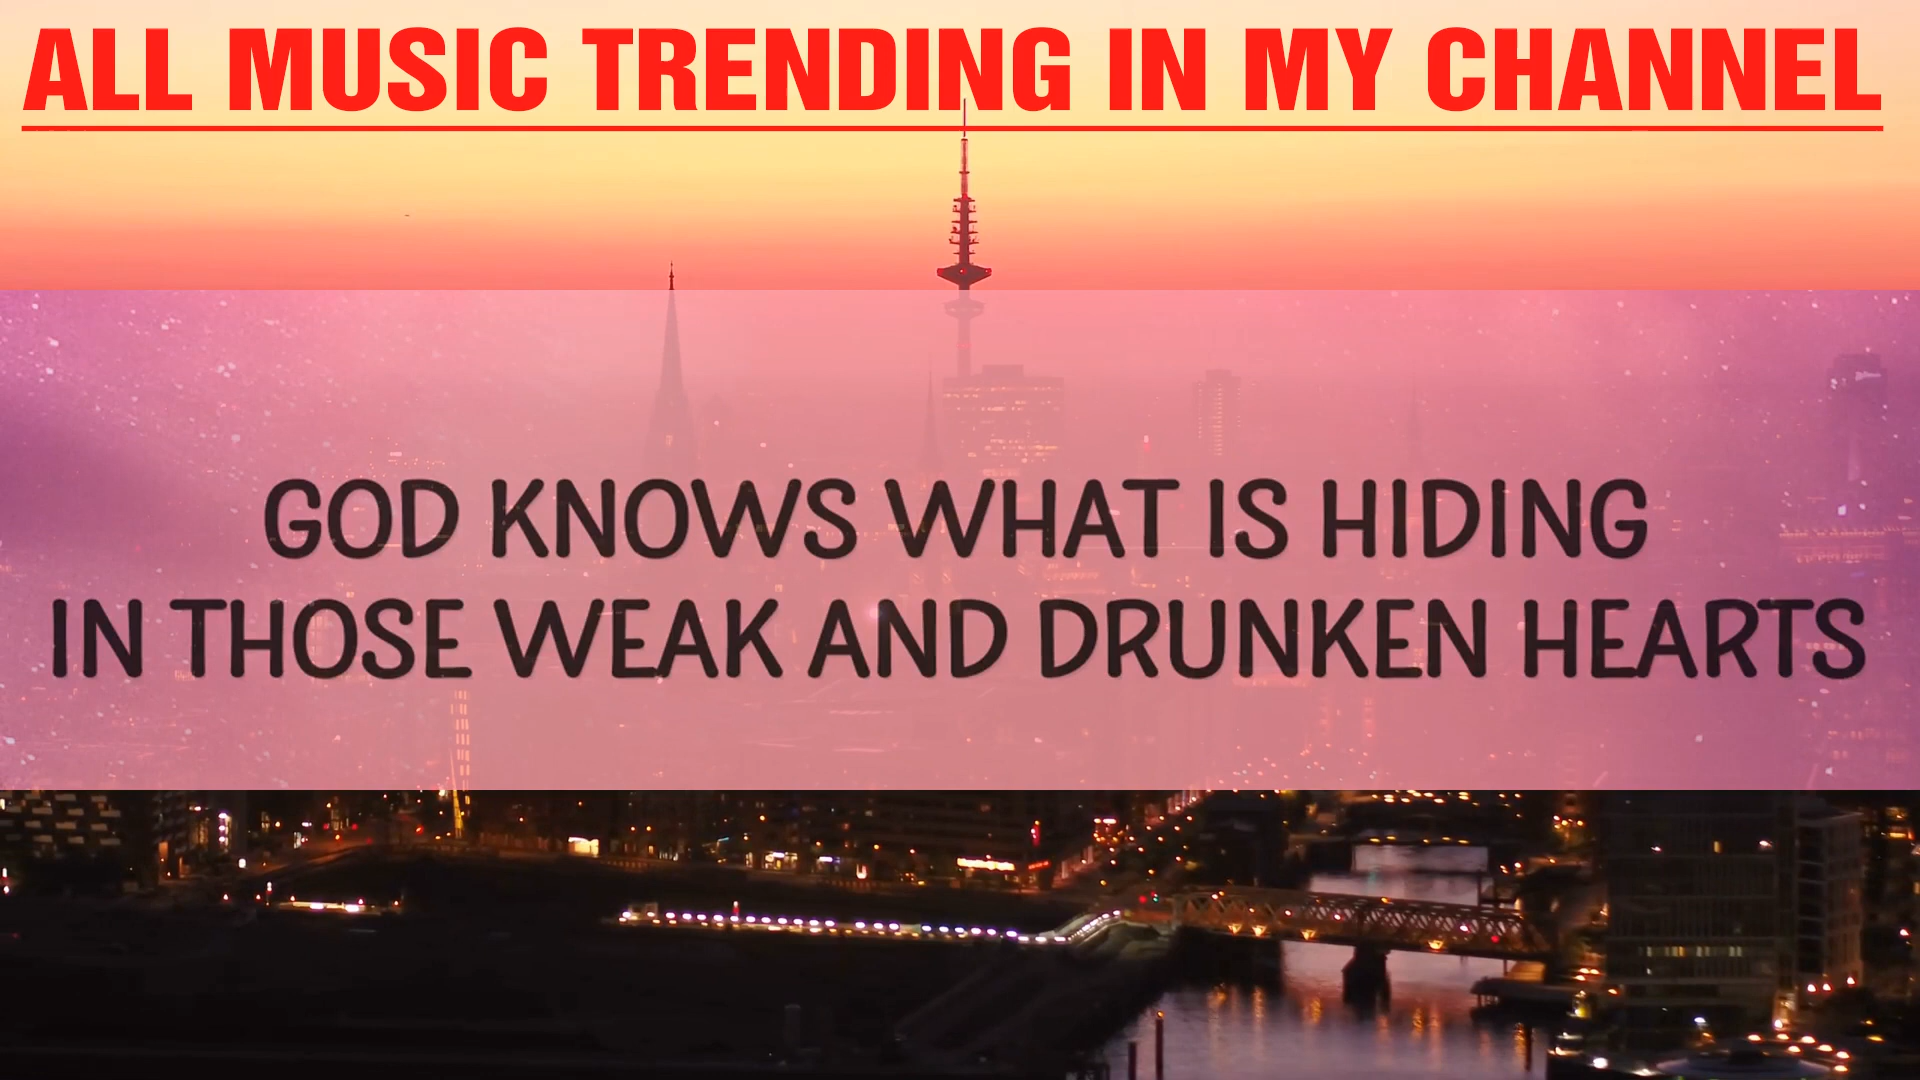 ALL MUSIC TRENDING IN MY CHANNEL
GOD KNOWS WHAT IS HIDING
IN THOSE WEAK AND DRUNKEN HEARTS